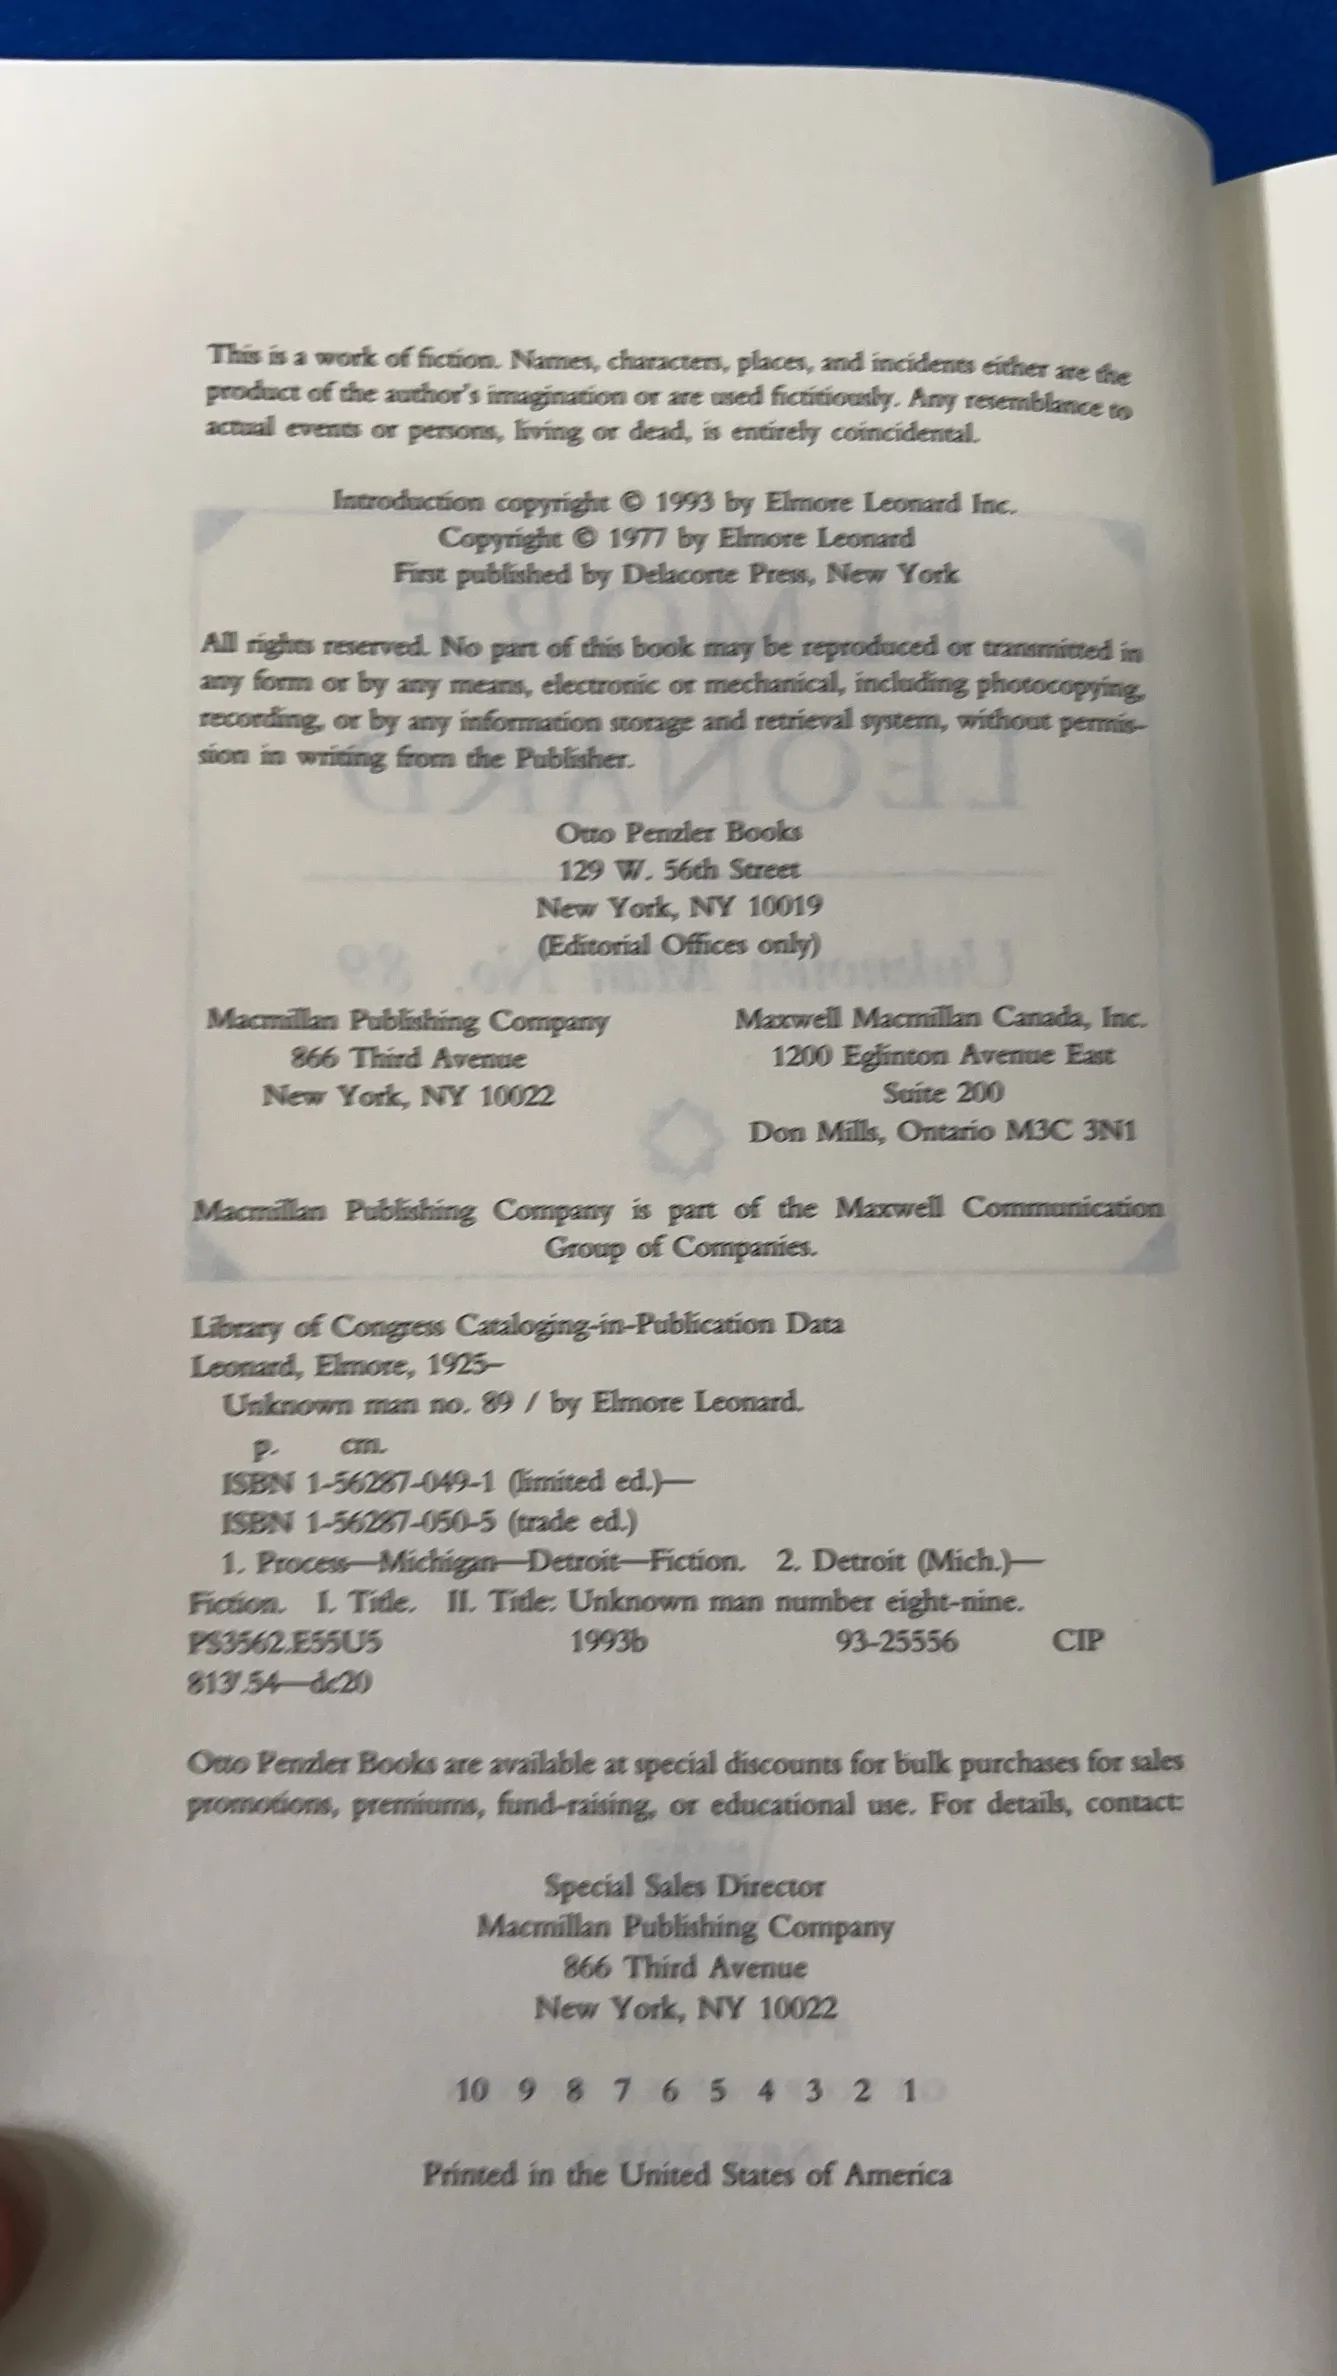 This is a work of fiction. Names, characters, places, and incidents either are the
product of the author's imagination or are used fictitiously. Any resemblance to
actual events or persons, living or dead, is entirely coincidental.
Introduction copyright © 1993 by Elmore Leonard Inc.
Copyright © 1977 by Elmore Leonard
First published by Delacorte Press, New York
All rights reserved. No part of this book may be reproduced or transmitted in
any form or by any means, electronic or mechanical, including photocopying,
recording, or by any information storage and retrieval system, without permis-
sion in writing from the Publisher.
Otto Penzler Books
129 W. 56th Street
New York, NY 10019
(Editorial Offices only)
Macmillan Publishing Company
866 Third Avenue
New York, NY 10022
Maxwell Macmillan Canada, Inc.
1200 Eglinton Avenue East
Suite 200
Don Mills, Ontario M3C 3N1
Macmillan Publishing Company is part of the Maxwell Communication
Group of Companies.
Library of Congress Cataloging-in-Publication Data
Leonard, Elmore, 1925–
Unknown man no. 89 / by Elmore Leonard.
p. cm.
ISBN 1-56287-049-1 (limited ed.)—
ISBN 1-56287-050-5 (trade ed.)
1. Process—Michigan—Detroit—Fiction. 2. Detroit (Mich.)—
Fiction. I. Title. II. Title: Unknown man number eight-nine.
PS3562.E55U5 1993b 93-25556 CIP
813'.54—dc20
Otto Penzler Books are available at special discounts for bulk purchases for sales
promotions, premiums, fund-raising, or educational use. For details, contact:
Special Sales Director
Macmillan Publishing Company
866 Third Avenue
New York, NY 10022
10 9 8 7 6 5 4 3 2 1
Printed in the United States of America